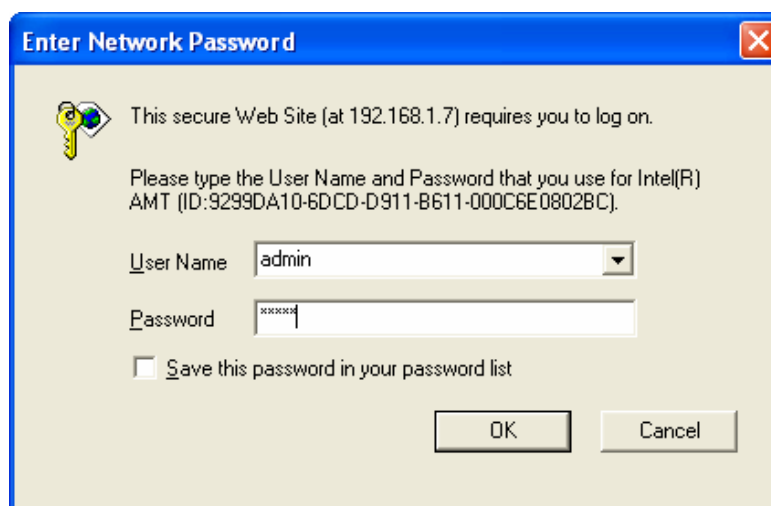 Enter Network Password
This secure Web Site (at 192.168.1.7) requires you to log on.
Please type the User Name and Password that you use for Intel(R)
AMT (ID:9299DA10-6DCD-D911-B611-000C6E0802BC).
User Name admin
Password *****
Save this password in your password list
OK Cancel